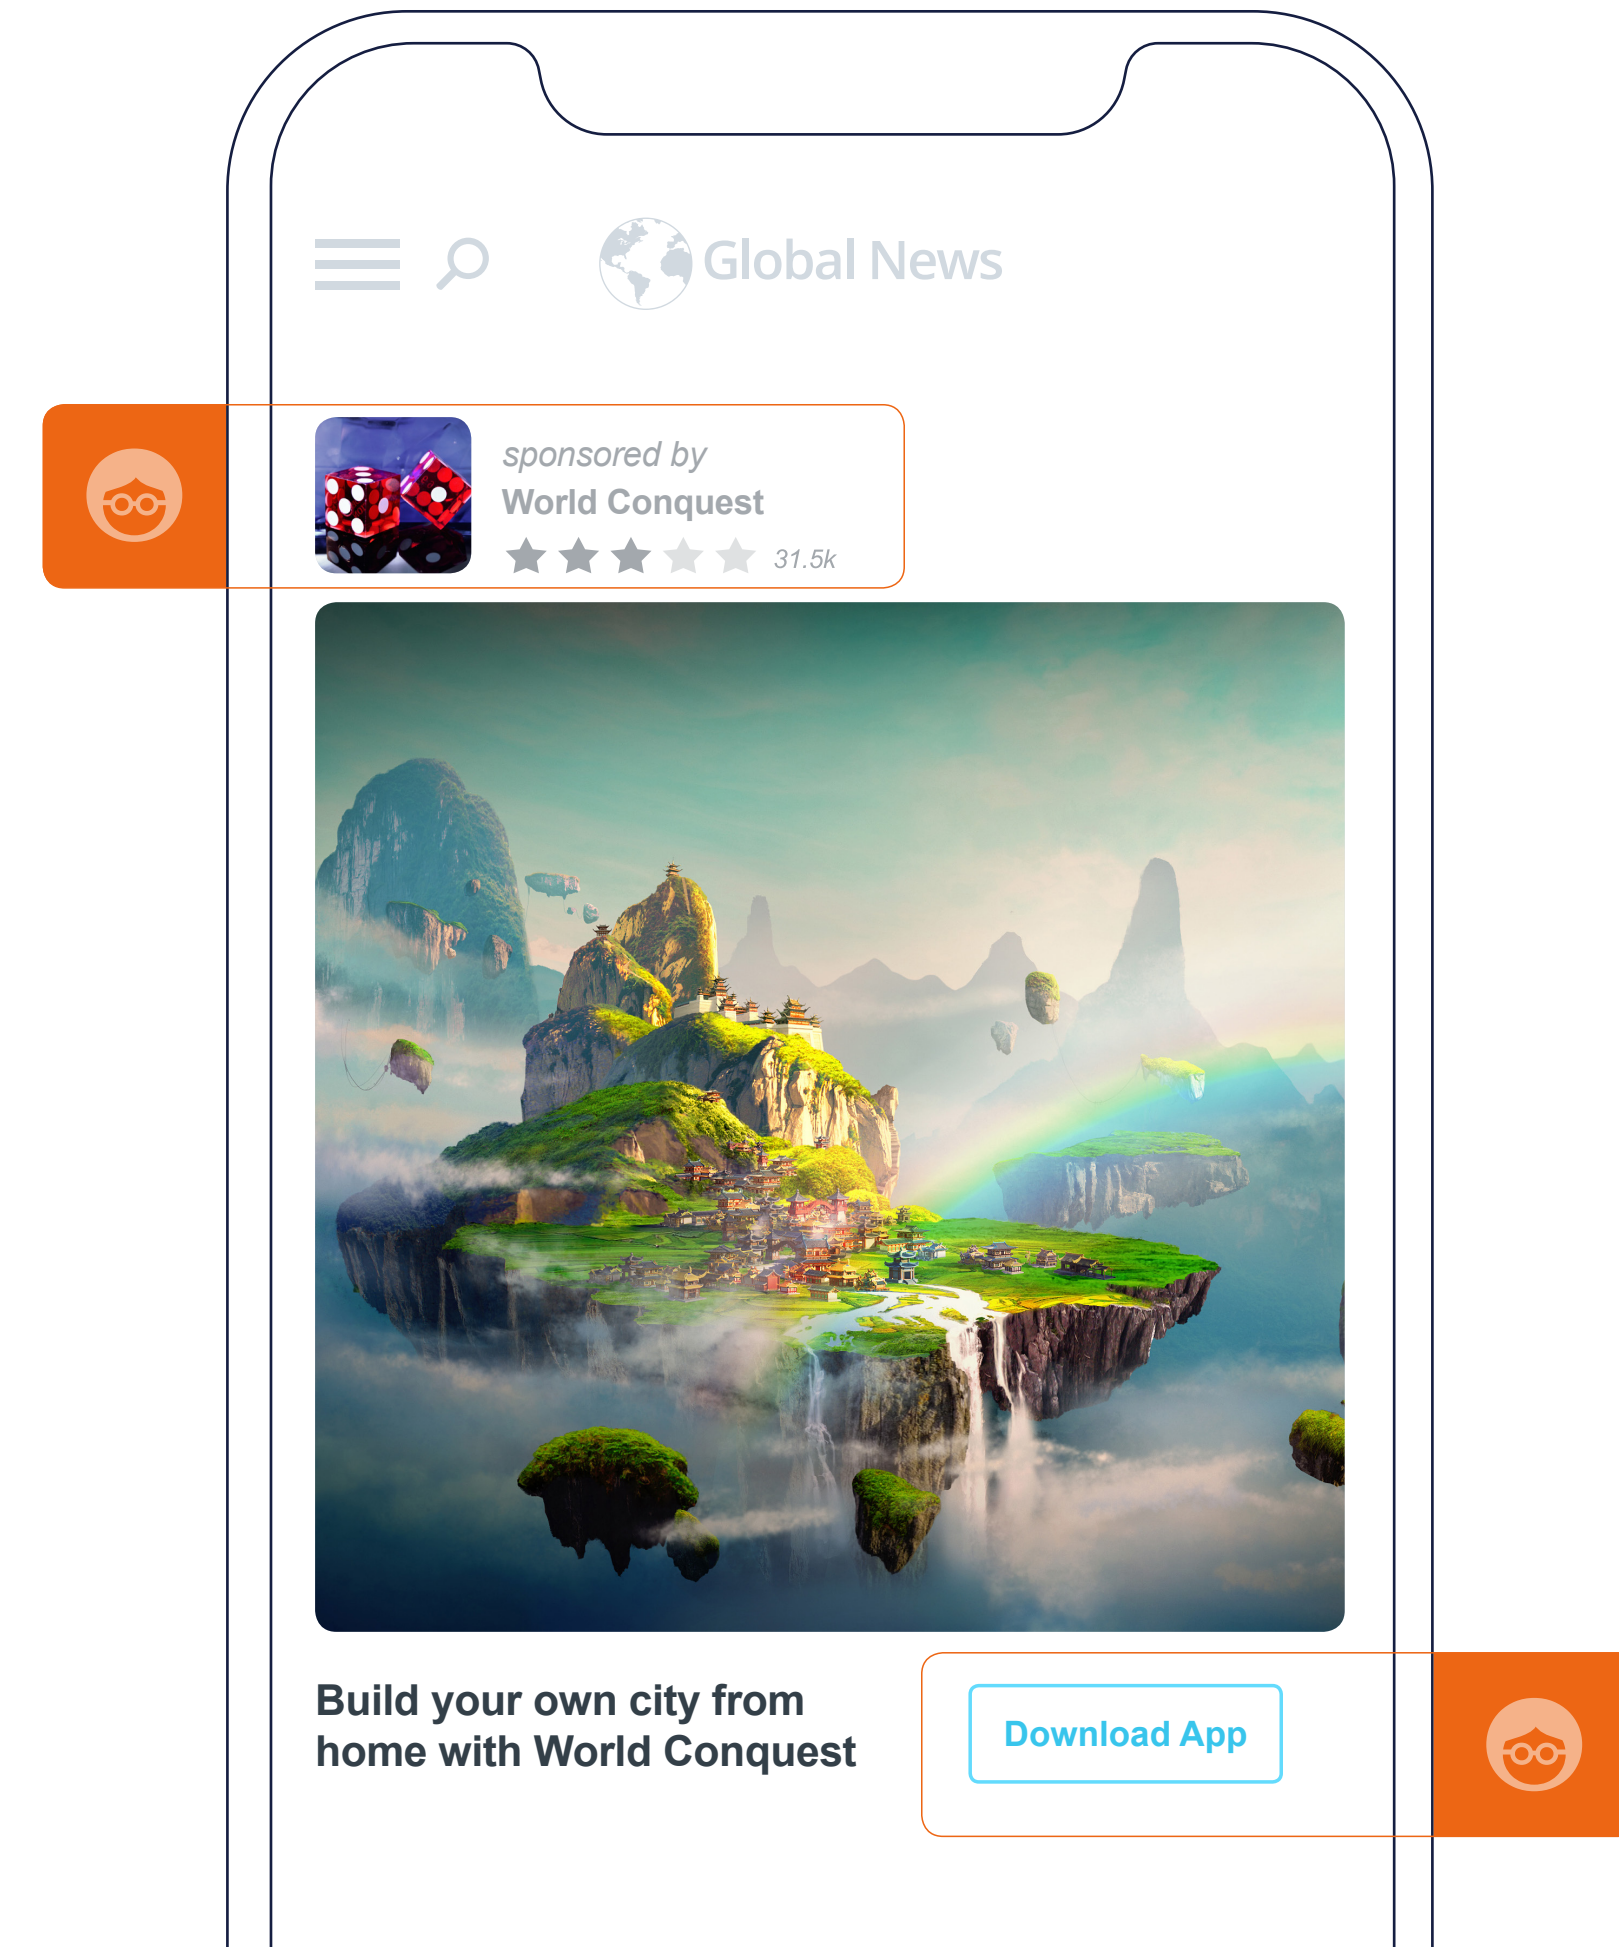 Global News
sponsored by
World Conquest
31.5k
Build your own city from
home with World Conquest
Download App